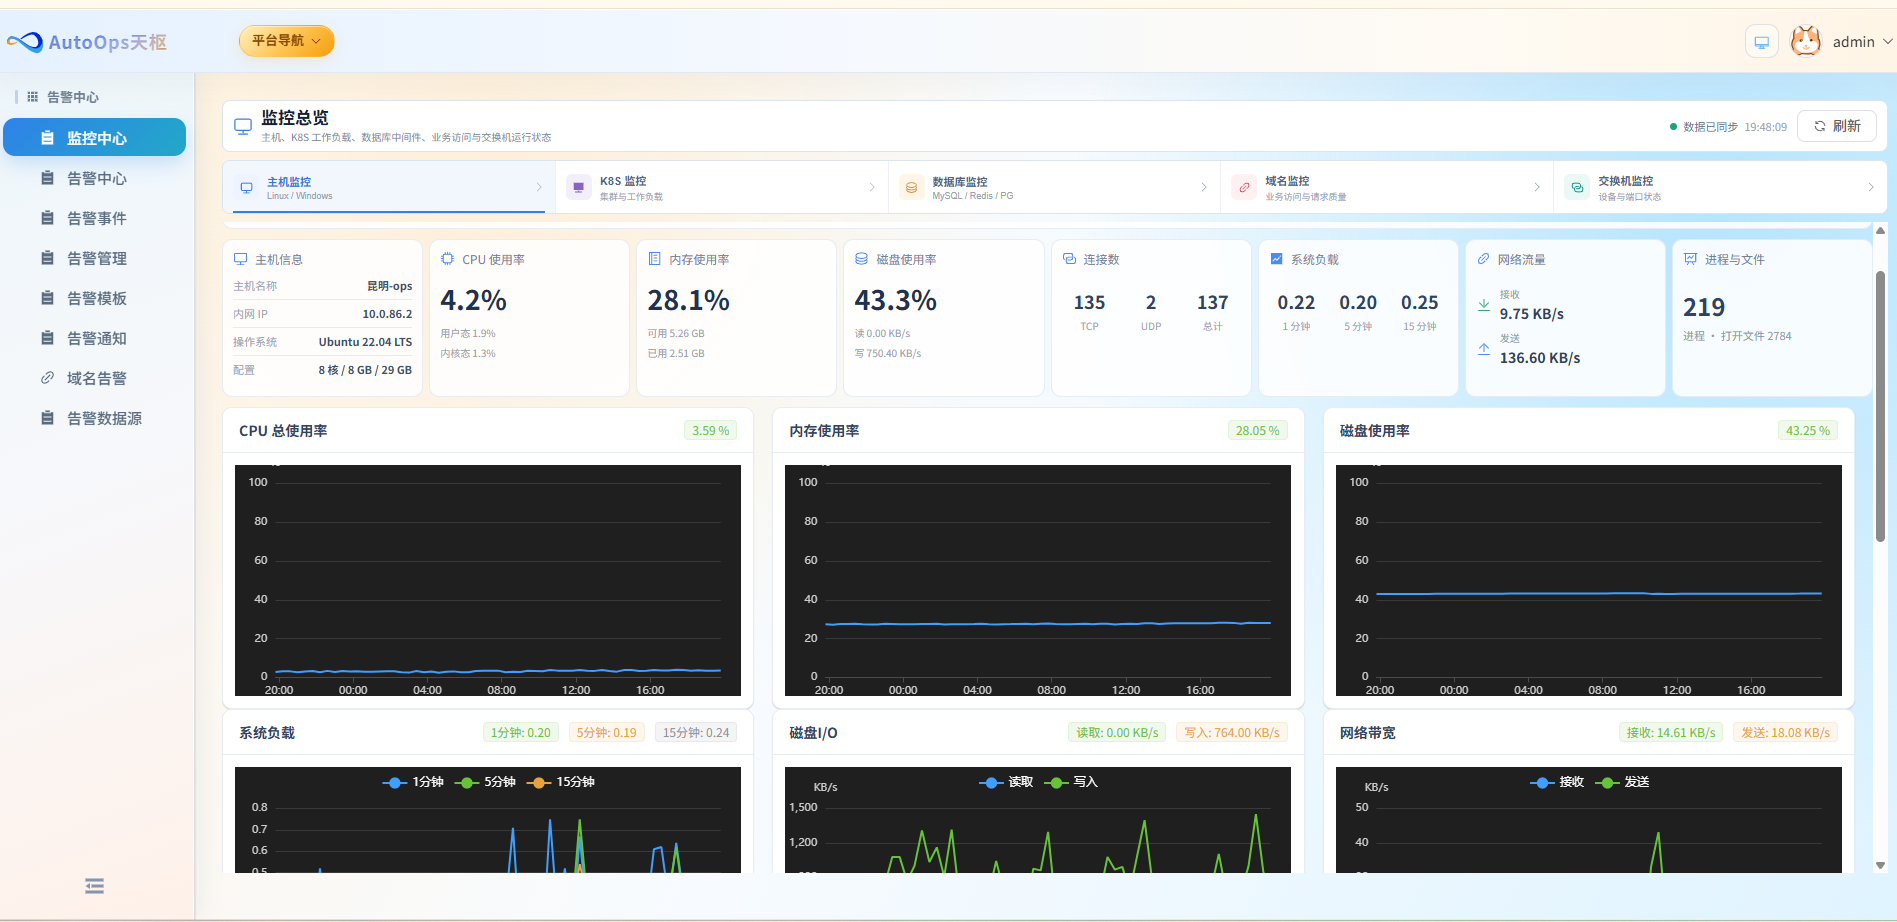 AutoOps天枢
平台导航
admin
告警中心
监控中心
告警中心
告警事件
告警管理
告警模板
告警通知
域名告警
告警数据源
监控总览
主机、K8S 工作负载、数据库中间件、业务访问与交换机运行状态
数据已同步 19:48:09
刷新
主机监控
Linux / Windows
K8S 监控
集群与工作负载
数据库监控
MySQL / Redis / PG
域名监控
业务访问与请求质量
交换机监控
设备与端口状态
主机信息
主机名称 昆明-ops
内网 IP 10.0.86.2
操作系统 Ubuntu 22.04 LTS
配置 8 核 / 8 GB / 29 GB
CPU 使用率
4.2%
用户态 1.9%
内核态 1.3%
内存使用率
28.1%
可用 5.26 GB
已用 2.51 GB
磁盘使用率
43.3%
读 0.00 KB/s
写 750.40 KB/s
连接数
135 2 137
TCP UDP 总计
系统负载
0.22 0.20 0.25
1 分钟 5 分钟 15 分钟
网络流量
接收
9.75 KB/s
发送
136.60 KB/s
进程与文件
219
进程 · 打开文件 2784
CPU 总使用率 3.59 %
100
80
60
40
20
0
20:00 00:00 04:00 08:00 12:00 16:00
内存使用率 28.05 %
100
80
60
40
20
0
20:00 00:00 04:00 08:00 12:00 16:00
磁盘使用率 43.25 %
100
80
60
40
20
0
20:00 00:00 04:00 08:00 12:00 16:00
系统负载 1分钟: 0.20 5分钟: 0.19 15分钟: 0.24
1分钟 5分钟 15分钟
0.8
0.7
0.6
0.5
磁盘I/O 读取: 0.00 KB/s 写入: 764.00 KB/s
读取 写入
KB/s
1,500
1,200
网络带宽 接收: 14.61 KB/s 发送: 18.08 KB/s
接收 发送
KB/s
50
40